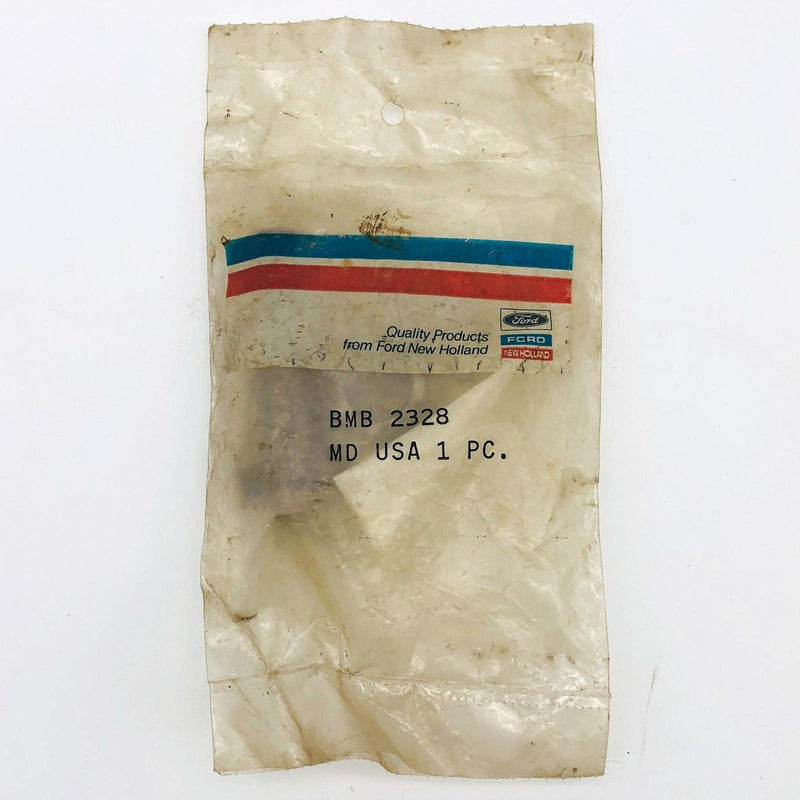 Quality Products
from Ford New Holland
Ford
FORD
NEW HOLLAND
BMB 2328
MD USA 1 PC.